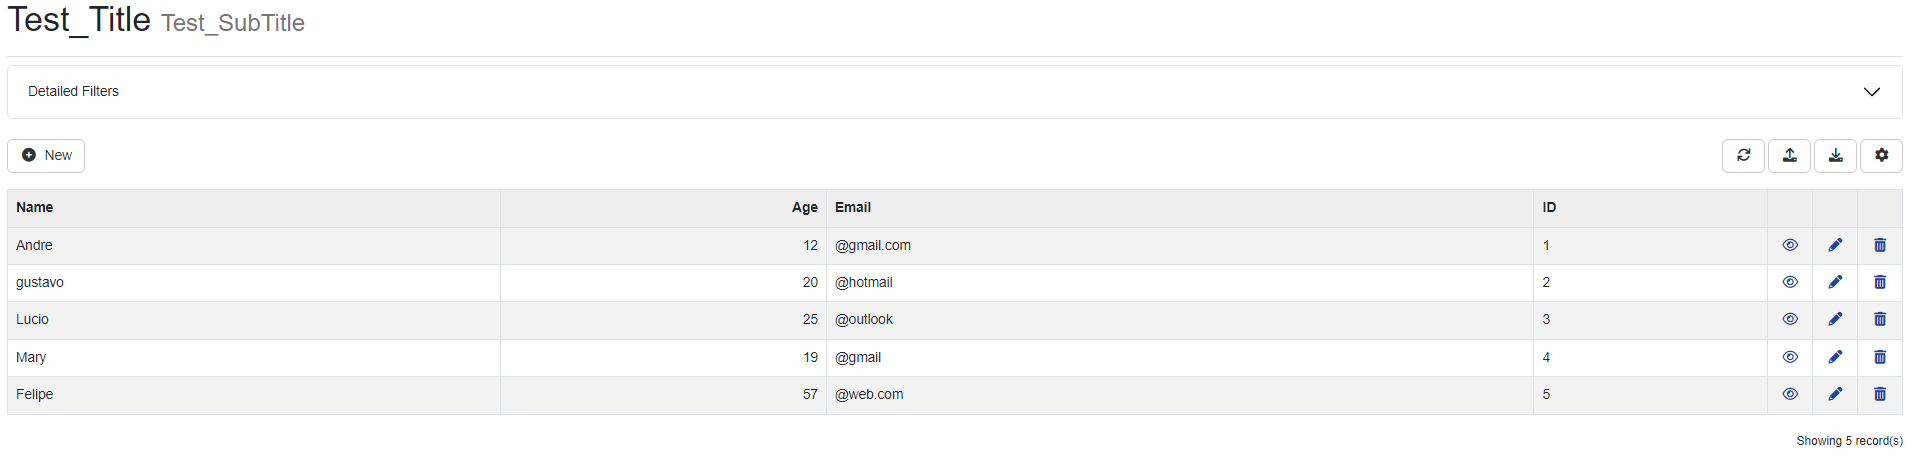 Test_Title Test_SubTitle
Detailed Filters
New
Name Age Email ID
Andre 12 @gmail.com 1
gustavo 20 @hotmail 2
Lucio 25 @outlook 3
Mary 19 @gmail 4
Felipe 57 @web.com 5
Showing 5 record(s)